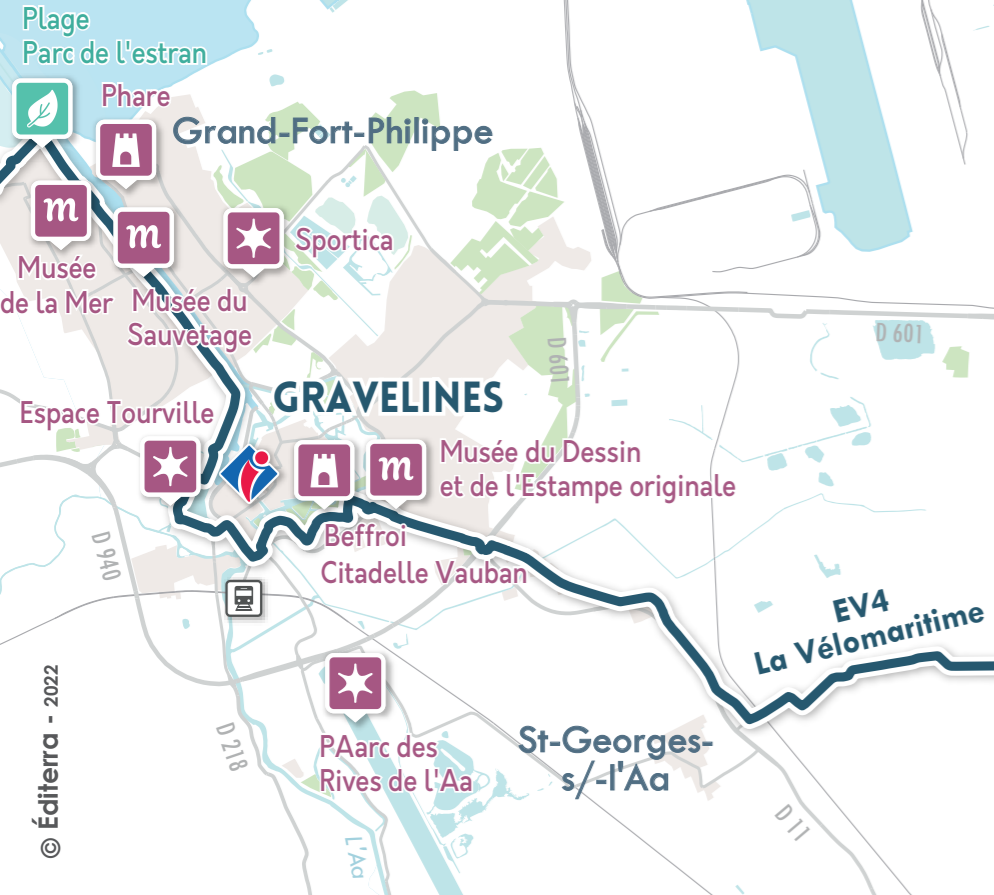 Plage
Parc de l'estran
Phare
Grand-Fort-Philippe
m
m
Sportica
Musée
de la Mer
Musée du
Sauvetage
D 601
D 601
GRAVELINES
Espace Tourville
m
Musée du Dessin
et de l'Estampe originale
Beffroi
Citadelle Vauban
D 940
EV4
La Vélomaritime
PAarc des
Rives de l'Aa
St-Georges-
s/-l'Aa
D 218
D 11
L'Aa
© Éditerra - 2022